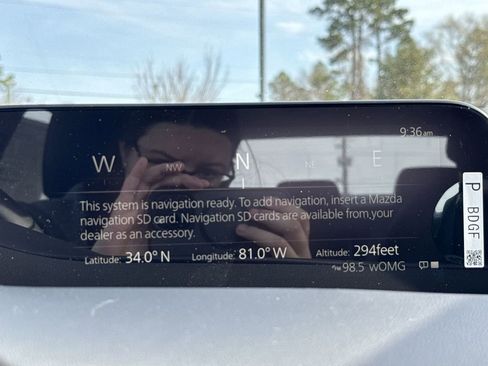 9:36am
W NW N NE E
This system is navigation ready. To add navigation, insert a Mazda
navigation SD card. Navigation SD cards are available from your
dealer as an accessory.
Latitude: 34.0° N Longitude: 81.0° W Altitude: 294feet
FM 98.5 wOMG
P BDGF